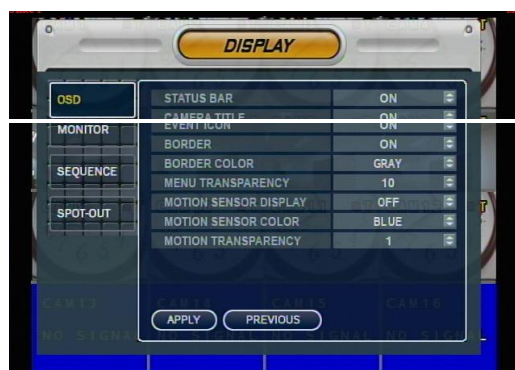 DISPLAY
OSD
MONITOR
SEQUENCE
SPOT-OUT
STATUS BAR ON
CAMERA TITLE ON
EVENT ICON ON
BORDER ON
BORDER COLOR GRAY
MENU TRANSPARENCY 10
MOTION SENSOR DISPLAY OFF
MOTION SENSOR COLOR BLUE
MOTION TRANSPARENCY 1
CAM13 CAM14 CAM15 CAM16
NO SIGNAL NO SIGNAL NO SIGNAL NO SIGNAL
APPLY PREVIOUS